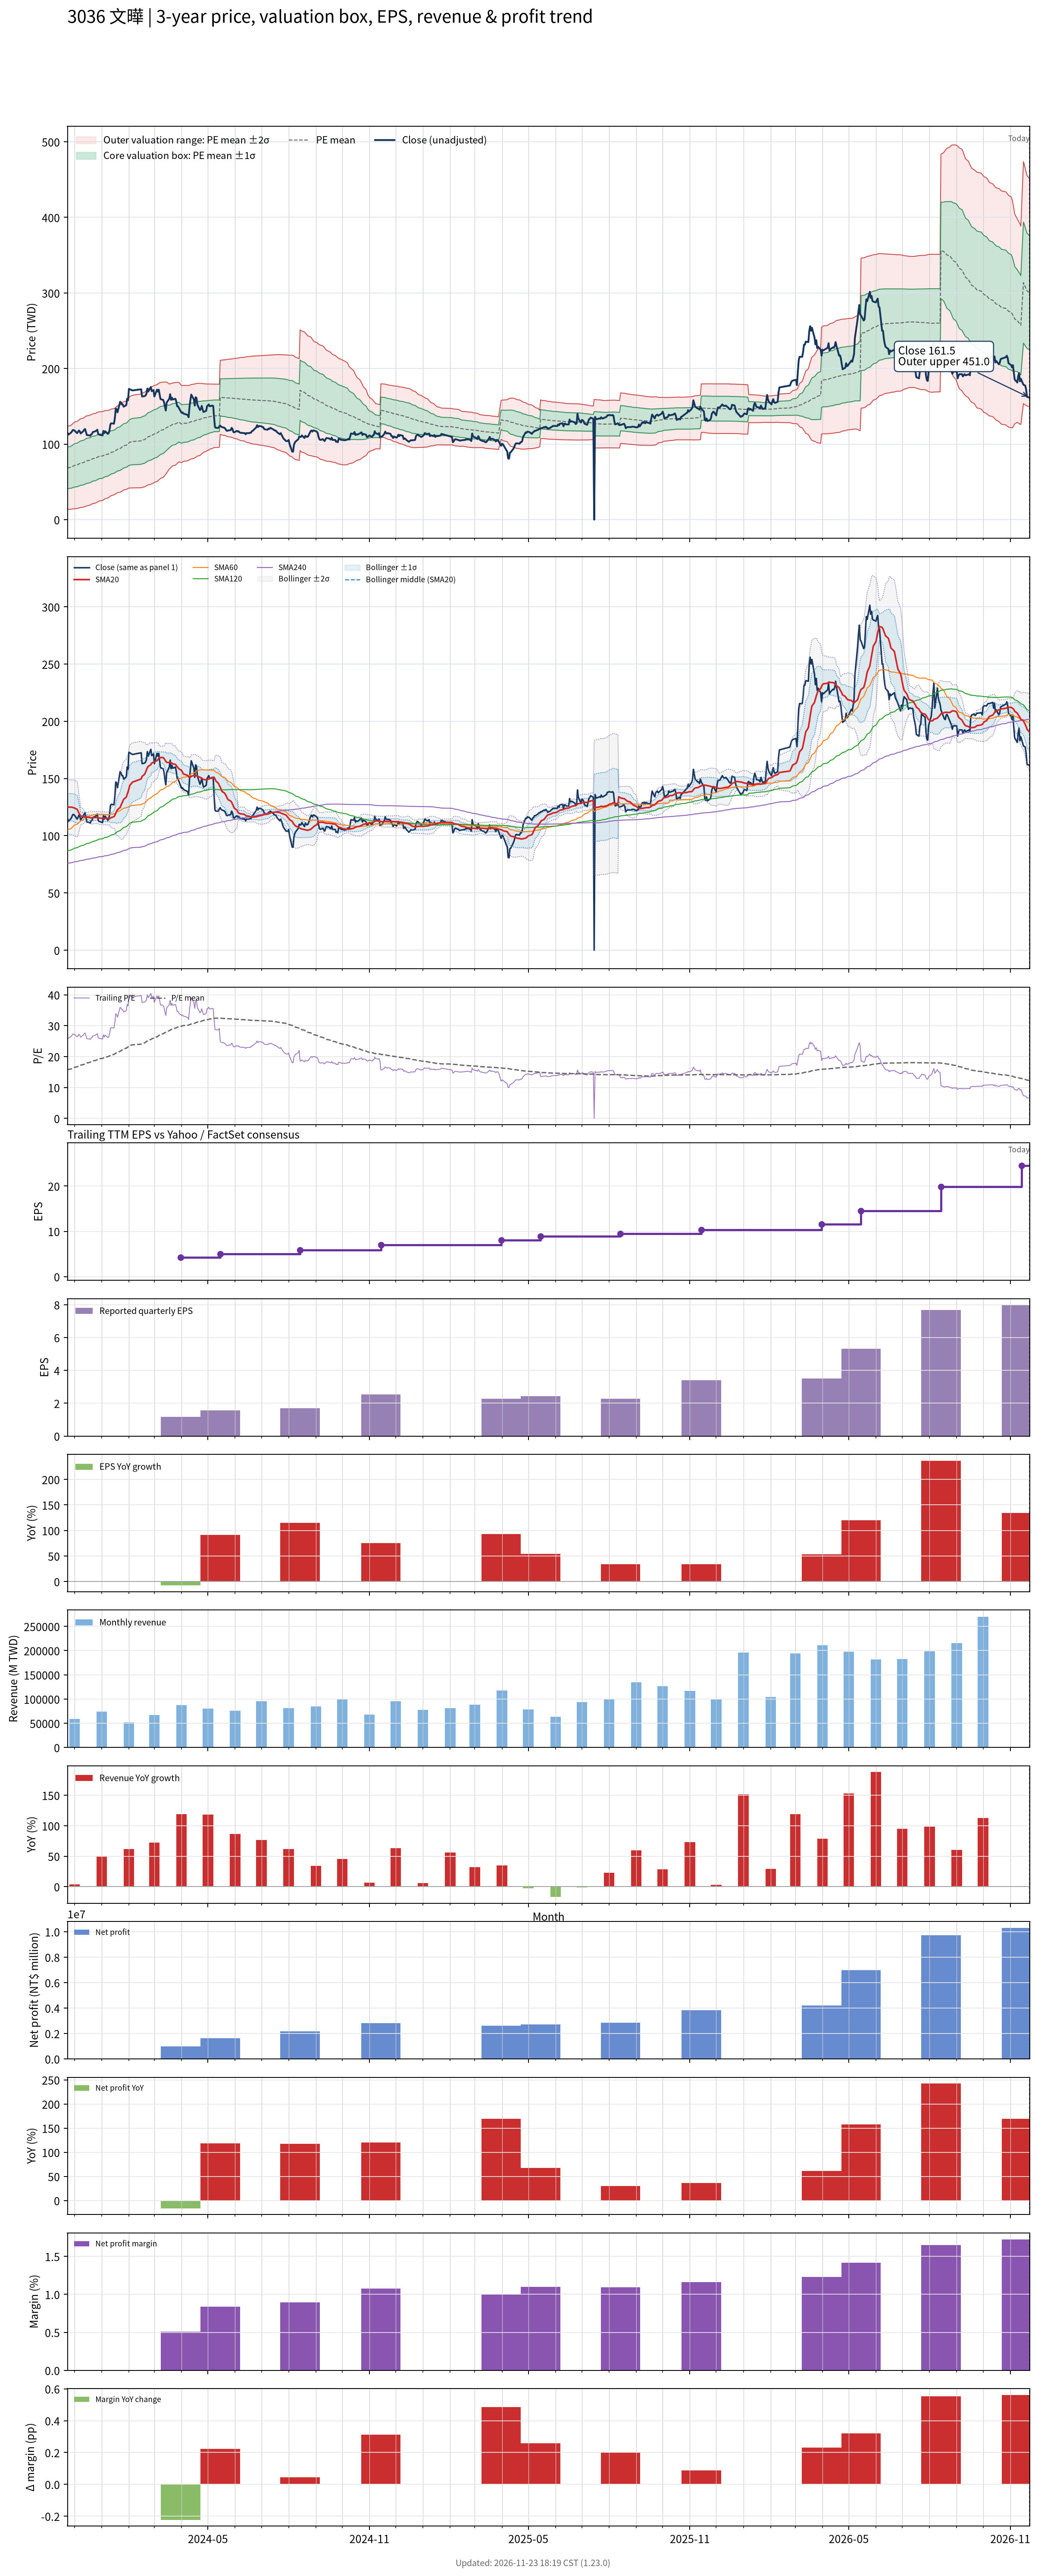 3036 文曄 | 3-year price, valuation box, EPS, revenue & profit trend
Outer valuation range: PE mean ±2σ
PE mean
Close (unadjusted)
Core valuation box: PE mean ±1σ
Today
Price (TWD)
500
400
300
200
100
0
Close 161.5
Outer upper 451.0
Close (same as panel 1)
SMA60
SMA240
Bollinger ±1σ
SMA20
SMA120
Bollinger ±2σ
Bollinger middle (SMA20)
Price
300
250
200
150
100
50
0
Trailing P/E
P/E mean
P/E
40
30
20
10
0
Trailing TTM EPS vs Yahoo / FactSet consensus
Today
EPS
20
10
0
Reported quarterly EPS
EPS
8
6
4
2
0
EPS YoY growth
YoY (%)
200
150
100
50
0
Monthly revenue
Revenue (M TWD)
250000
200000
150000
100000
50000
0
Revenue YoY growth
YoY (%)
150
100
50
0
Month
1e7
Net profit
Net profit (NT$ million)
1.0
0.8
0.6
0.4
0.2
0.0
Net profit YoY
YoY (%)
250
200
150
100
50
0
Net profit margin
Margin (%)
1.5
1.0
0.5
0.0
Margin YoY change
Δ margin (pp)
0.6
0.4
0.2
0.0
-0.2
2024-05
2024-11
2025-05
2025-11
2026-05
2026-11
Updated: 2026-11-23 18:19 CST (1.23.0)